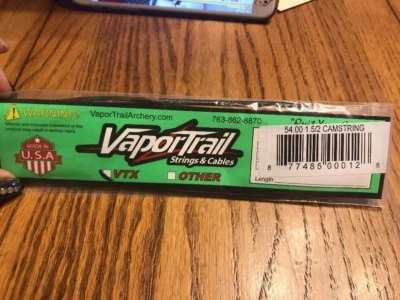 WARNING!
VaporTrailArchery.com
763-862-8870
MADE IN
U.S.A
VAPORTRAIL
Strings & Cables
VTX
OTHER
54.00 1.5/2 CAMSTRING
8 77485 00012 8
Length